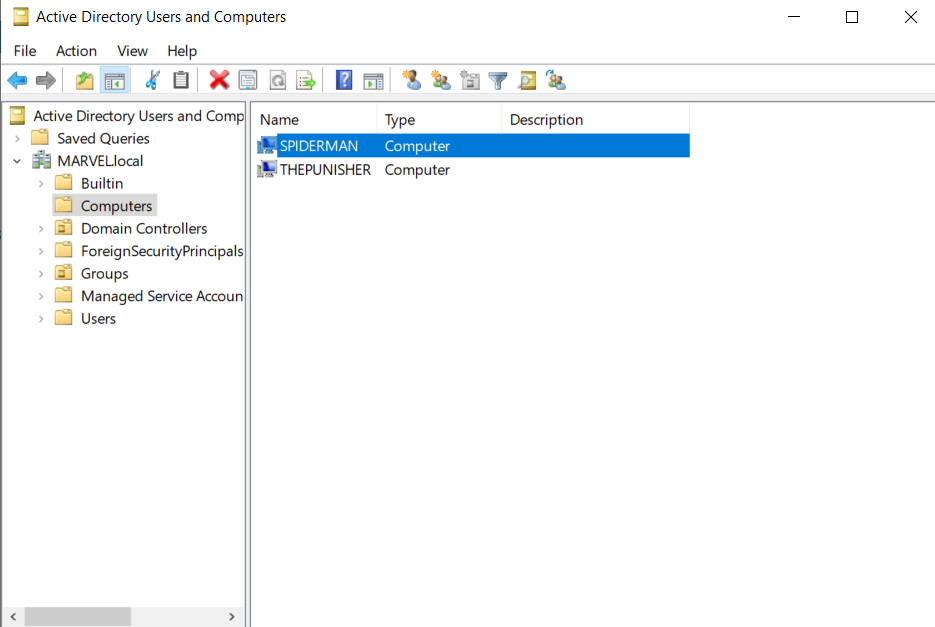 Active Directory Users and Computers
File Action View Help
Active Directory Users and Comp
Saved Queries
MARVEL.local
Builtin
Computers
Domain Controllers
ForeignSecurityPrincipals
Groups
Managed Service Accoun
Users
Name Type Description
SPIDERMAN Computer
THEPUNISHER Computer